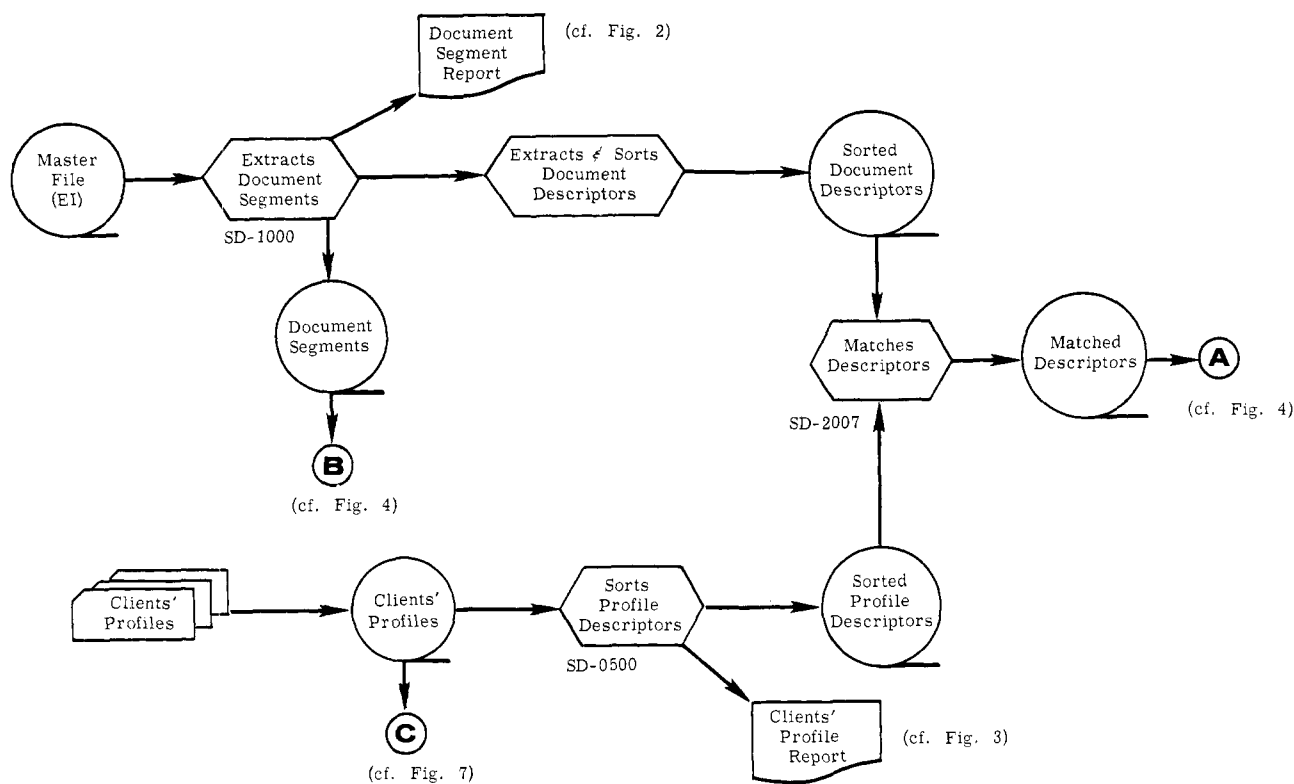 Document
Segment
Report
(cf. Fig. 2)
Master
File
(EI)
Extracts
Document
Segments
SD-1000
Extracts & Sorts
Document
Descriptors
Sorted
Document
Descriptors
Document
Segments
B
(cf. Fig. 4)
Matches
Descriptors
SD-2007
Matched
Descriptors
A
(cf. Fig. 4)
Clients'
Profiles
Clients'
Profiles
C
(cf. Fig. 7)
Sorts
Profile
Descriptors
SD-0500
Sorted
Profile
Descriptors
Clients'
Profile
Report
(cf. Fig. 3)